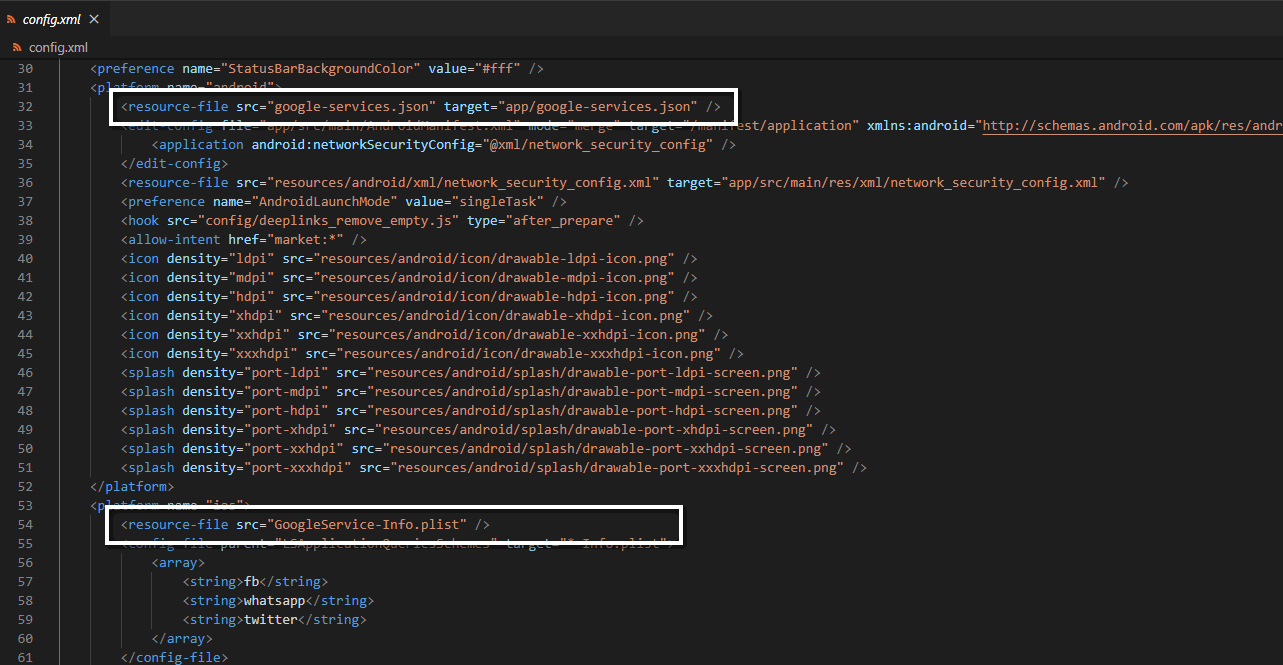 config.xml
config.xml
30 <preference name="StatusBarBackgroundColor" value="#fff" />
31 <platform name="android">
32 <resource-file src="google-services.json" target="app/google-services.json" />
33 <edit-config file="app/src/main/AndroidManifest.xml" mode="merge" target="/manifest/application" xmlns:android="http://schemas.android.com/apk/res/andr
34 <application android:networkSecurityConfig="@xml/network_security_config" />
35 </edit-config>
36 <resource-file src="resources/android/xml/network_security_config.xml" target="app/src/main/res/xml/network_security_config.xml" />
37 <preference name="AndroidLaunchMode" value="singleTask" />
38 <hook src="config/deeplinks_remove_empty.js" type="after_prepare" />
39 <allow-intent href="market:*" />
40 <icon density="ldpi" src="resources/android/icon/drawable-ldpi-icon.png" />
41 <icon density="mdpi" src="resources/android/icon/drawable-mdpi-icon.png" />
42 <icon density="hdpi" src="resources/android/icon/drawable-hdpi-icon.png" />
43 <icon density="xhdpi" src="resources/android/icon/drawable-xhdpi-icon.png" />
44 <icon density="xxhdpi" src="resources/android/icon/drawable-xxhdpi-icon.png" />
45 <icon density="xxxhdpi" src="resources/android/icon/drawable-xxxhdpi-icon.png" />
46 <splash density="port-ldpi" src="resources/android/splash/drawable-port-ldpi-screen.png" />
47 <splash density="port-mdpi" src="resources/android/splash/drawable-port-mdpi-screen.png" />
48 <splash density="port-hdpi" src="resources/android/splash/drawable-port-hdpi-screen.png" />
49 <splash density="port-xhdpi" src="resources/android/splash/drawable-port-xhdpi-screen.png" />
50 <splash density="port-xxhdpi" src="resources/android/splash/drawable-port-xxhdpi-screen.png" />
51 <splash density="port-xxxhdpi" src="resources/android/splash/drawable-port-xxxhdpi-screen.png" />
52 </platform>
53 <platform name="ios">
54 <resource-file src="GoogleService-Info.plist" />
55 <config-file parent="LSApplicationQueriesSchemes" target="*-Info.plist">
56 <array>
57 <string>fb</string>
58 <string>whatsapp</string>
59 <string>twitter</string>
60 </array>
61 </config-file>